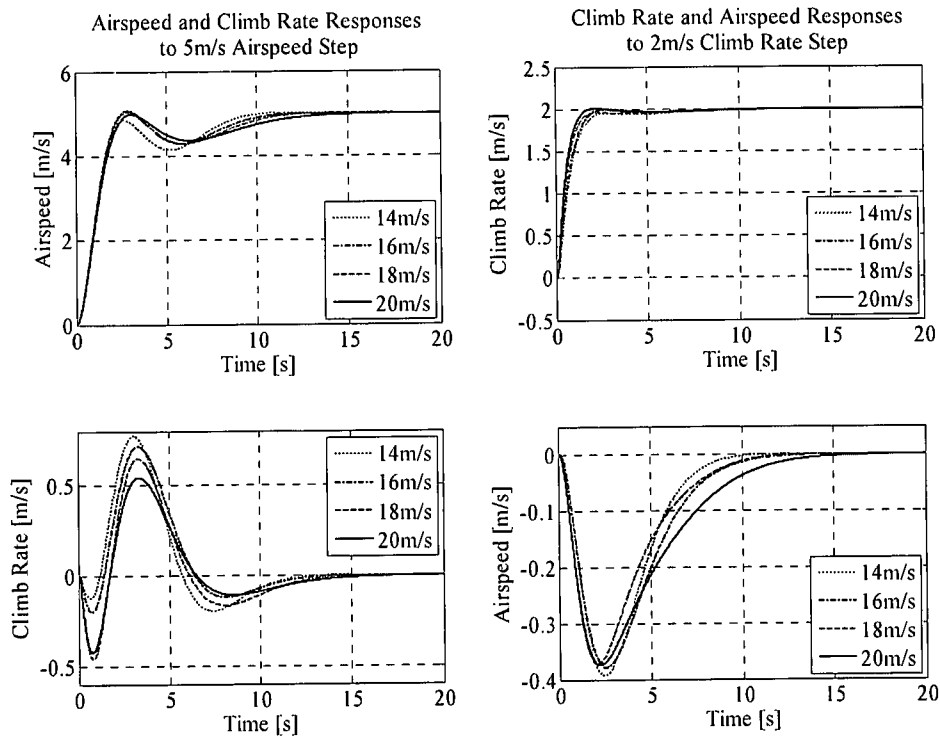 Airspeed and Climb Rate Responses
to 5m/s Airspeed Step
6
4
2
0
Airspeed [m/s]
14m/s
16m/s
18m/s
20m/s
0
5
10
15
20
Time [s]
Climb Rate and Airspeed Responses
to 2m/s Climb Rate Step
2.5
2
1.5
1
0.5
0
-0.5
Climb Rate [m/s]
14m/s
16m/s
18m/s
20m/s
0
5
10
15
20
Time [s]
0.5
0
-0.5
Climb Rate [m/s]
14m/s
16m/s
18m/s
20m/s
0
5
10
15
20
Time [s]
0
-0.1
-0.2
-0.3
-0.4
Airspeed [m/s]
14m/s
16m/s
18m/s
20m/s
0
5
10
15
20
Time [s]